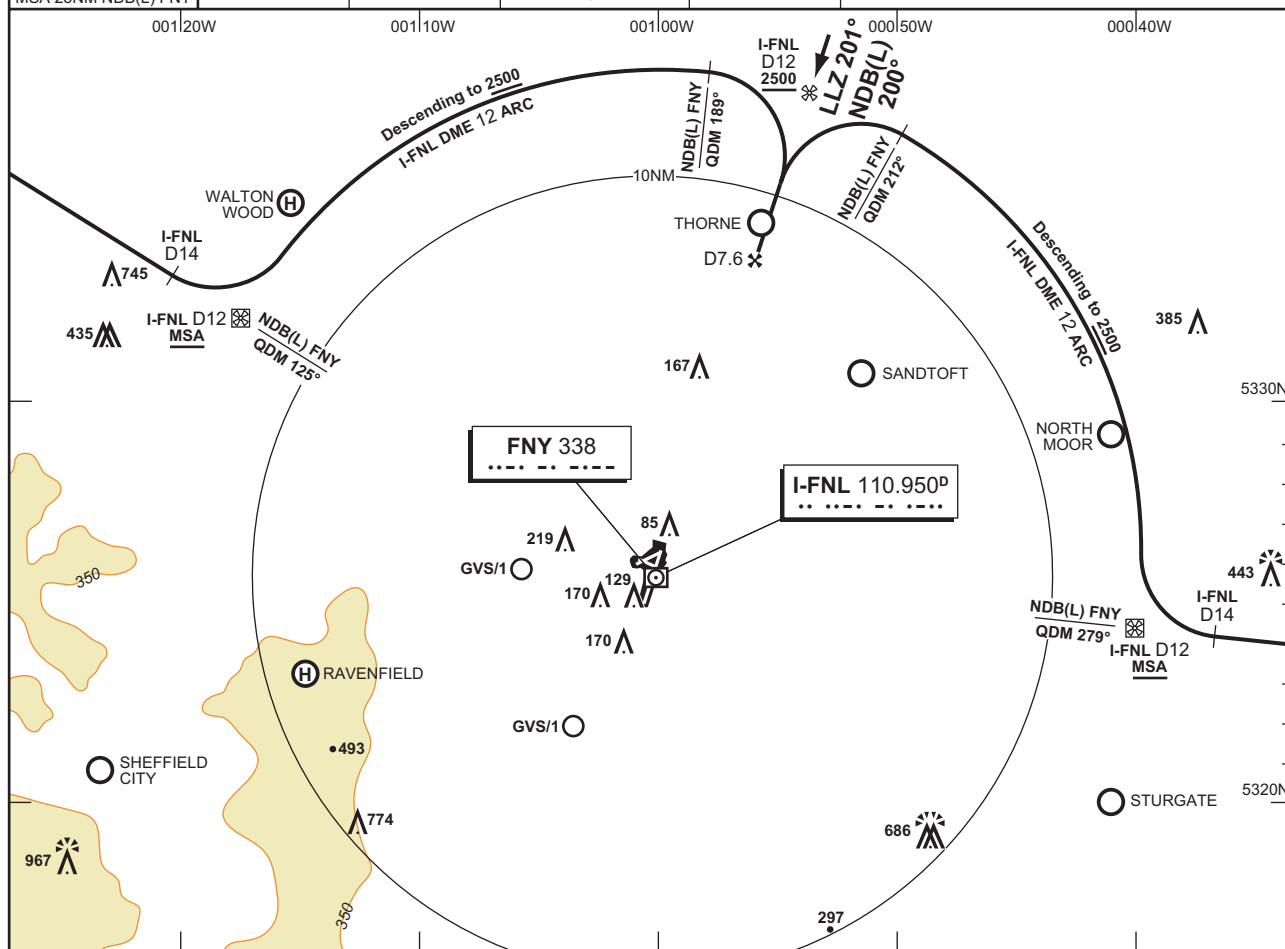 MSA 25NM NDB(L) FNY
001 20W
001 10W
001 00W
000 50W
000 40W
I-FNL
D12
2500
LLZ 201°
NDB(L)
200°
Descending to 2500
I-FNL DME 12 ARC
NDB(L) FNY
QDM 189°
NDB(L) FNY
QDM 212°
10NM
WALTON
WOOD
H
THORNE
D7.6
I-FNL
D14
745
435
I-FNL D12
MSA
NDB(L) FNY
QDM 125°
Descending to 2500
I-FNL DME 12 ARC
385
167
SANDTOFT
5330N
NORTH
MOOR
FNY 338
I-FNL 110.950D
85
219
GVS/1
129
170
170
350
443
I-FNL
D14
NDB(L) FNY
QDM 279°
I-FNL D12
MSA
H
RAVENFIELD
GVS/1
493
SHEFFIELD
CITY
5320N
STURGATE
774
686
967
350
297